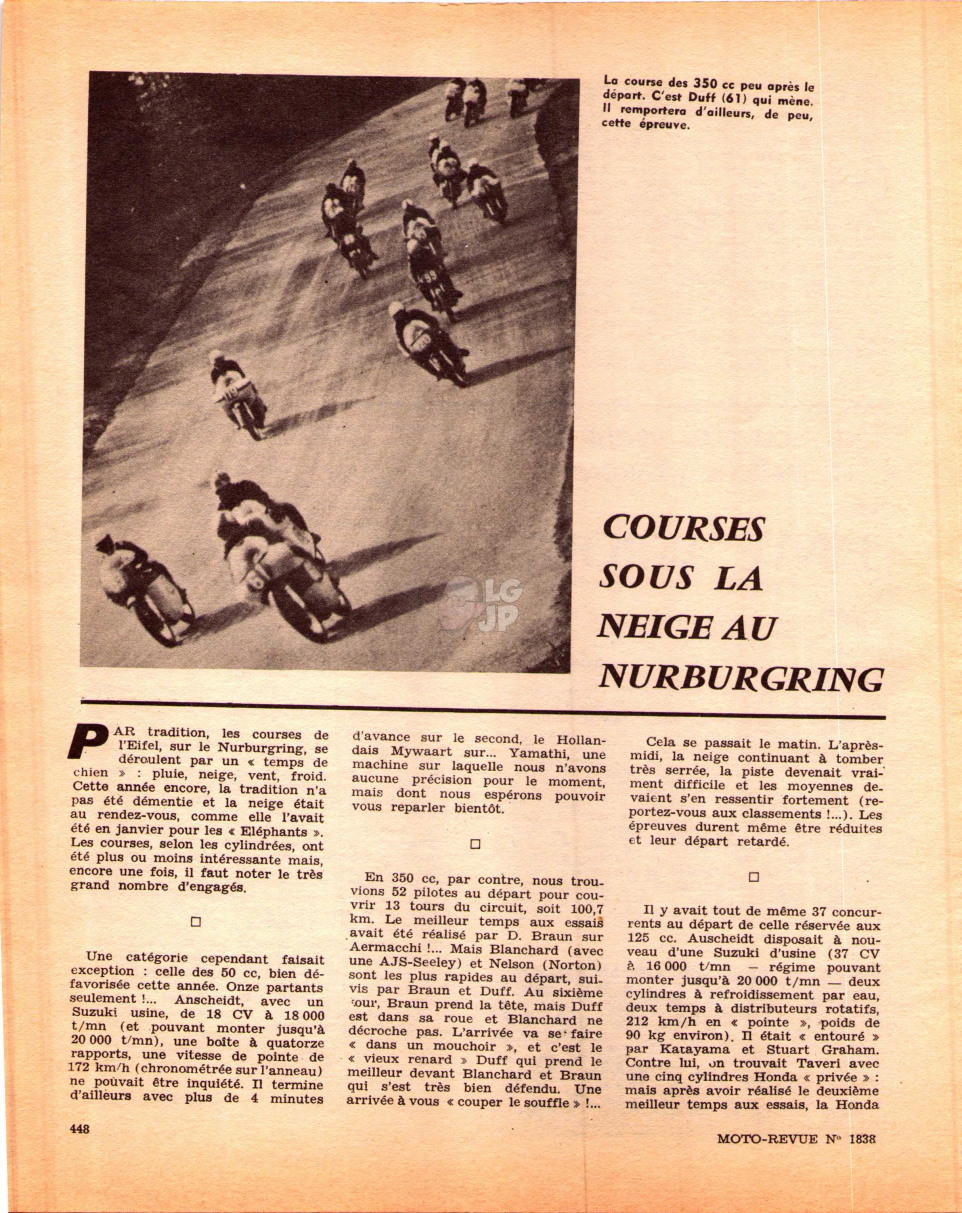 La course des 350 cc peu après le
départ. C'est Duff (61) qui mène.
Il remportera d'ailleurs, de peu,
cette épreuve.
COURSES
SOUS LA
NEIGE AU
NURBURGRING
PAR tradition, les courses de
l'Eifel, sur le Nurburgring, se
déroulent par un « temps de
chien » : pluie, neige, vent, froid.
Cette année encore, la tradition n'a
pas été démentie et la neige était
au rendez-vous, comme elle l'avait
été en janvier pour les « Eléphants ».
Les courses, selon les cylindrées, ont
été plus ou moins intéressante mais,
encore une fois, il faut noter le très
grand nombre d'engagés.
Une catégorie cependant faisait
exception : celle des 50 cc, bien dé-
favorisée cette année. Onze partants
seulement !... Anscheidt, avec un
Suzuki usine, de 18 CV à 18 000
t/mn (et pouvant monter jusqu'à
20 000 t/mn), une boîte à quatorze
rapports, une vitesse de pointe de
172 km/h (chronométrée sur l'anneau)
ne pouvait être inquiété. Il termine
d'ailleurs avec plus de 4 minutes
d'avance sur le second, le Hollan-
dais Mywaart sur... Yamathi, une
machine sur laquelle nous n'avons
aucune précision pour le moment,
mais dont nous espérons pouvoir
vous reparler bientôt.
En 350 cc, par contre, nous trou-
vions 52 pilotes au départ pour cou-
vrir 13 tours du circuit, soit 100,7
km. Le meilleur temps aux essais
avait été réalisé par D. Braun sur
Aermacchi !... Mais Blanchard (avec
une AJS-Seeley) et Nelson (Norton)
sont les plus rapides au départ, sui-
vis par Braun et Duff. Au sixième
tour, Braun prend la tête, mais Duff
est dans sa roue et Blanchard ne
décroche pas. L'arrivée va se faire
« dans un mouchoir », et c'est le
« vieux renard » Duff qui prend le
meilleur devant Blanchard et Braun
qui s'est très bien défendu. Une
arrivée à vous « couper le souffle » !...
Cela se passait le matin. L'après-
midi, la neige continuant à tomber
très serrée, la piste devenait vrai-
ment difficile et les moyennes de-
vaient s'en ressentir fortement (re-
portez-vous aux classements !...). Les
épreuves durent même être réduites
et leur départ retardé.
Il y avait tout de même 37 concur-
rents au départ de celle réservée aux
125 cc. Auscheidt disposait à nou-
veau d'une Suzuki d'usine (37 CV
à 16 000 t/mn — régime pouvant
monter jusqu'à 20 000 t/mn — deux
cylindres à refroidissement par eau,
deux temps à distributeurs rotatifs,
212 km/h en « pointe », poids de
90 kg environ). Il était « entouré »
par Katayama et Stuart Graham.
Contre lui, on trouvait Taveri avec
une cinq cylindres Honda « privée » :
mais après avoir réalisé le deuxième
meilleur temps aux essais, la Honda
448
MOTO-REVUE N° 1838
61
LG
JP